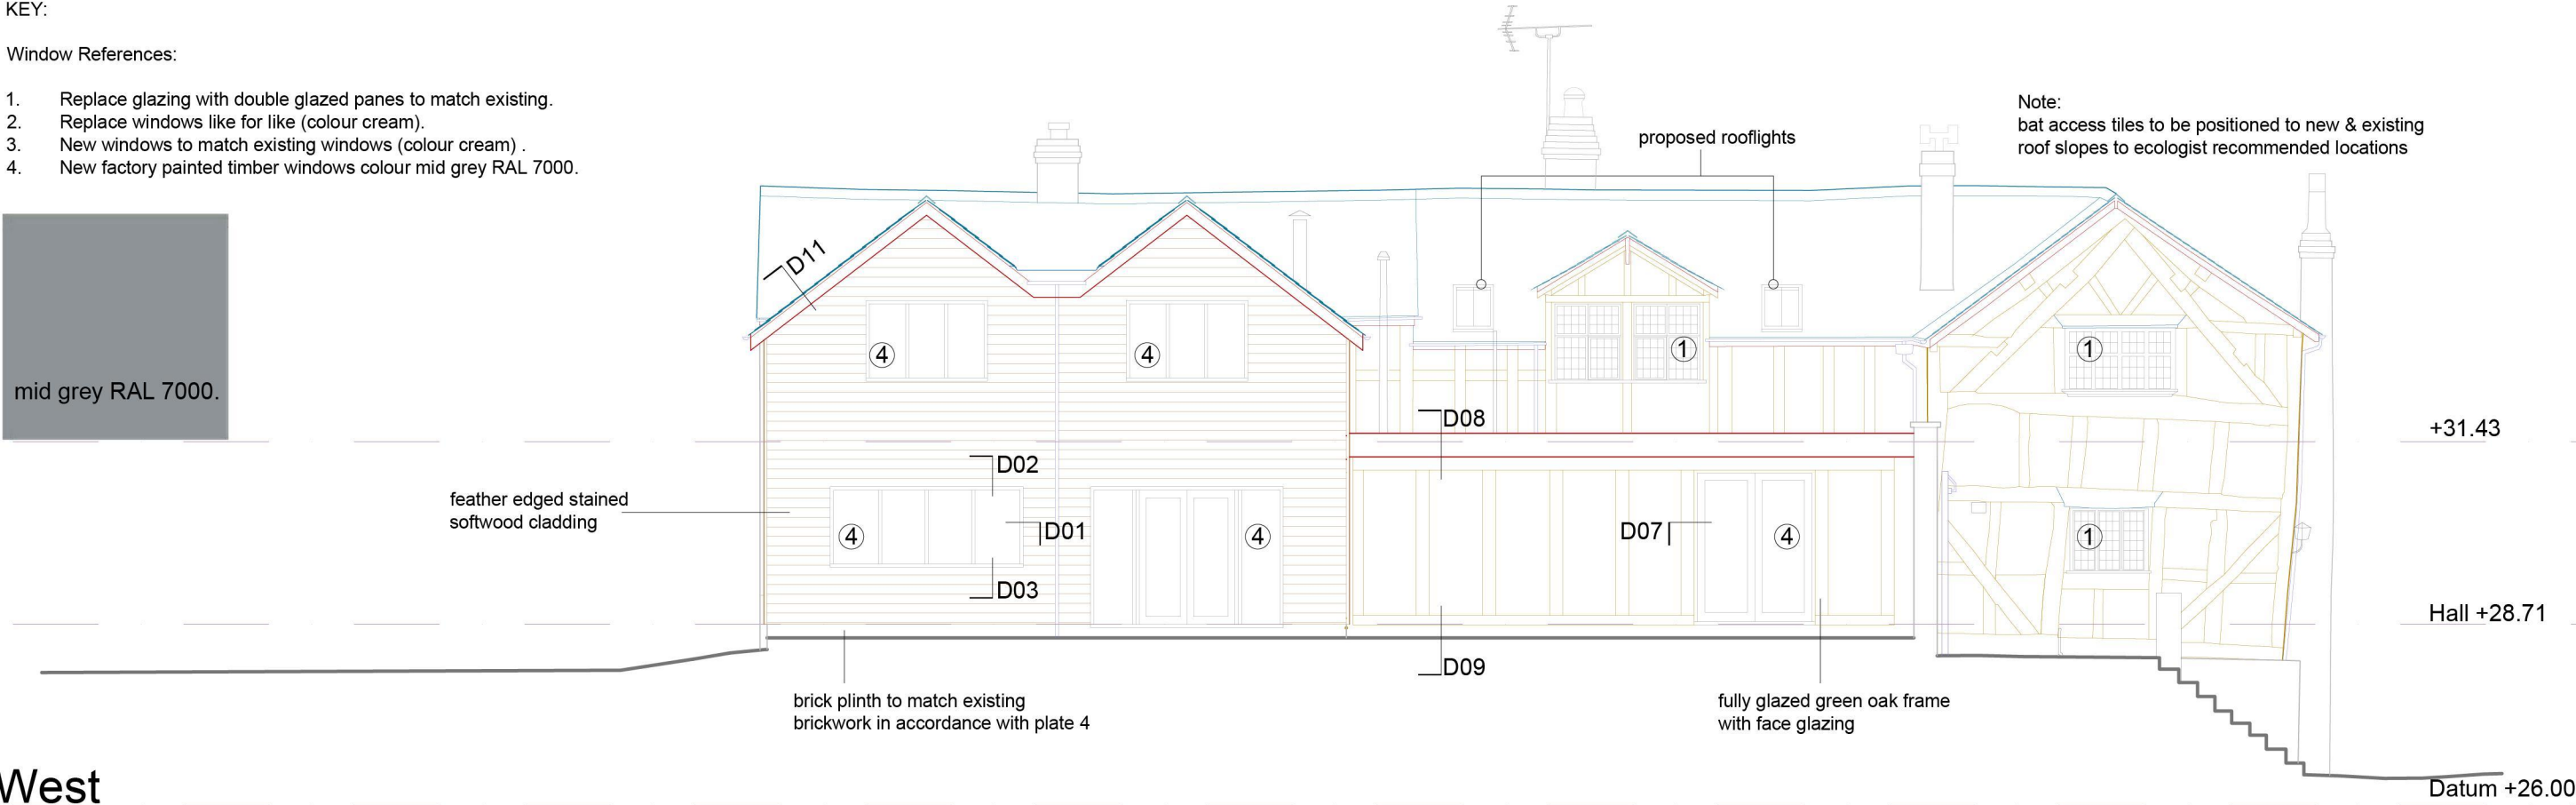 KEY:
Window References:
1. Replace glazing with double glazed panes to match existing.
2. Replace windows like for like (colour cream).
3. New windows to match existing windows (colour cream) .
4. New factory painted timber windows colour mid grey RAL 7000.
mid grey RAL 7000.
proposed rooflights
Note:
bat access tiles to be positioned to new & existing
roof slopes to ecologist recommended locations
D11
4
4
1
1
D08
+31.43
D02
feather edged stained
softwood cladding
4
D01
4
D07
4
1
D03
Hall +28.71
D09
brick plinth to match existing
brickwork in accordance with plate 4
fully glazed green oak frame
with face glazing
West
Datum +26.00